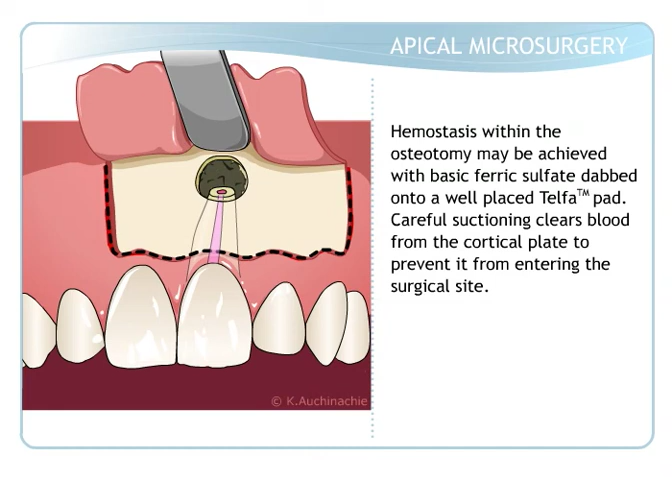 APICAL MICROSURGERY
Hemostasis within the
osteotomy may be achieved
with basic ferric sulfate dabbed
onto a well placed Telfa™ pad.
Careful suctioning clears blood
from the cortical plate to
prevent it from entering the
surgical site.
© K.Auchinachie